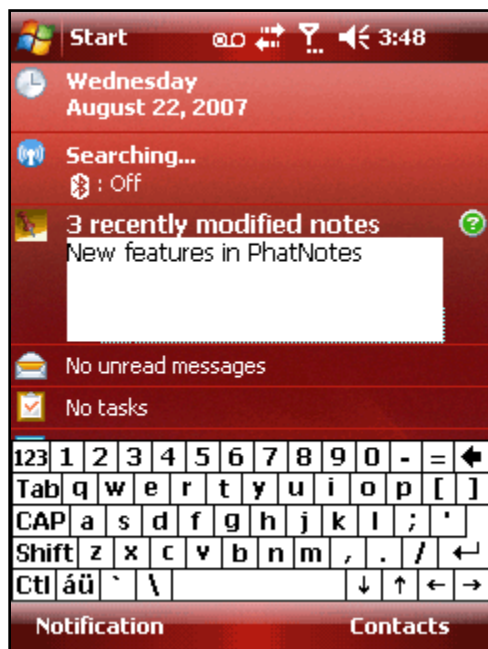 Start 3:48
Wednesday
August 22, 2007
Searching...
: Off
3 recently modified notes
New features in PhatNotes
No unread messages
No tasks
123 1 2 3 4 5 6 7 8 9 0 - =
Tab q w e r t y u i o p [ ]
CAP a s d f g h j k l ; '
Shift z x c v b n m , . /
Ctl áü ` \ ↓ ↑ ← →
Notification Contacts